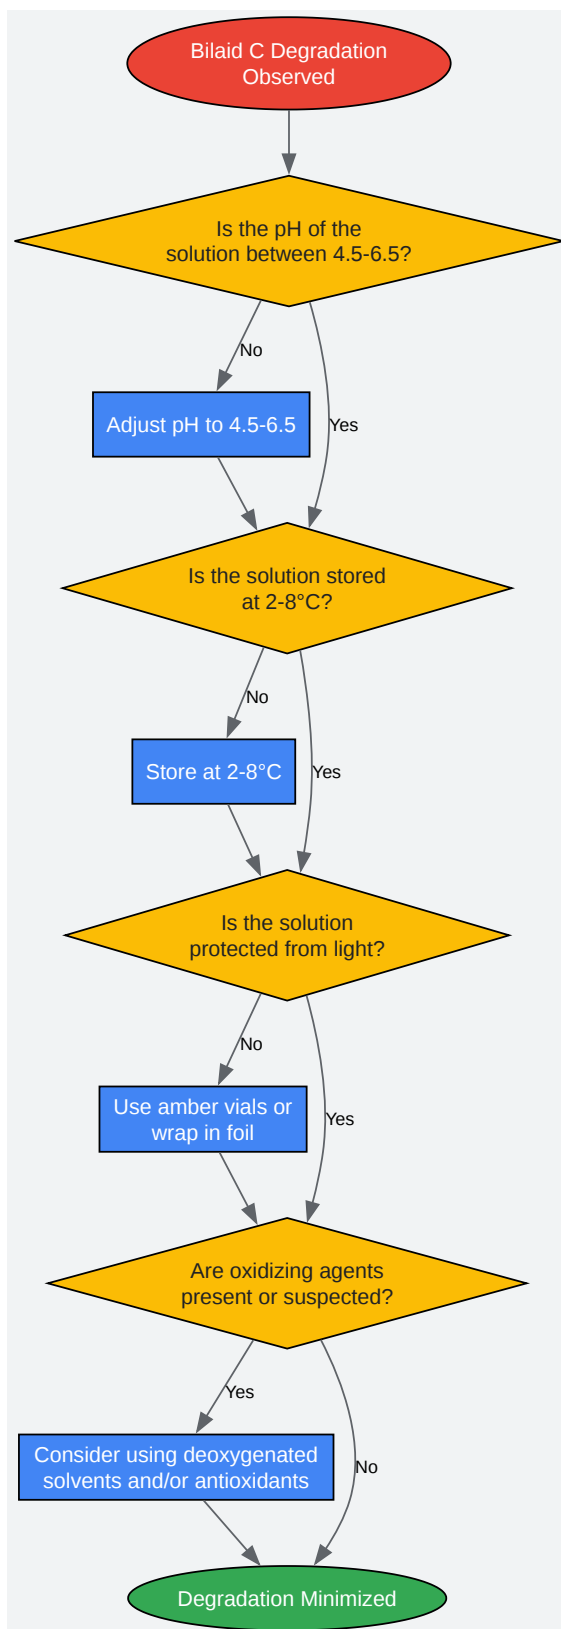 Bilaid C Degradation
Observed
Is the pH of the
solution between 4.5-6.5?
No
Adjust pH to 4.5-6.5
Yes
Is the solution stored
at 2-8°C?
No
Store at 2-8°C
Yes
Is the solution
protected from light?
No
Use amber vials or
wrap in foil
Yes
Are oxidizing agents
present or suspected?
Yes
Consider using deoxygenated
solvents and/or antioxidants
No
Degradation Minimized